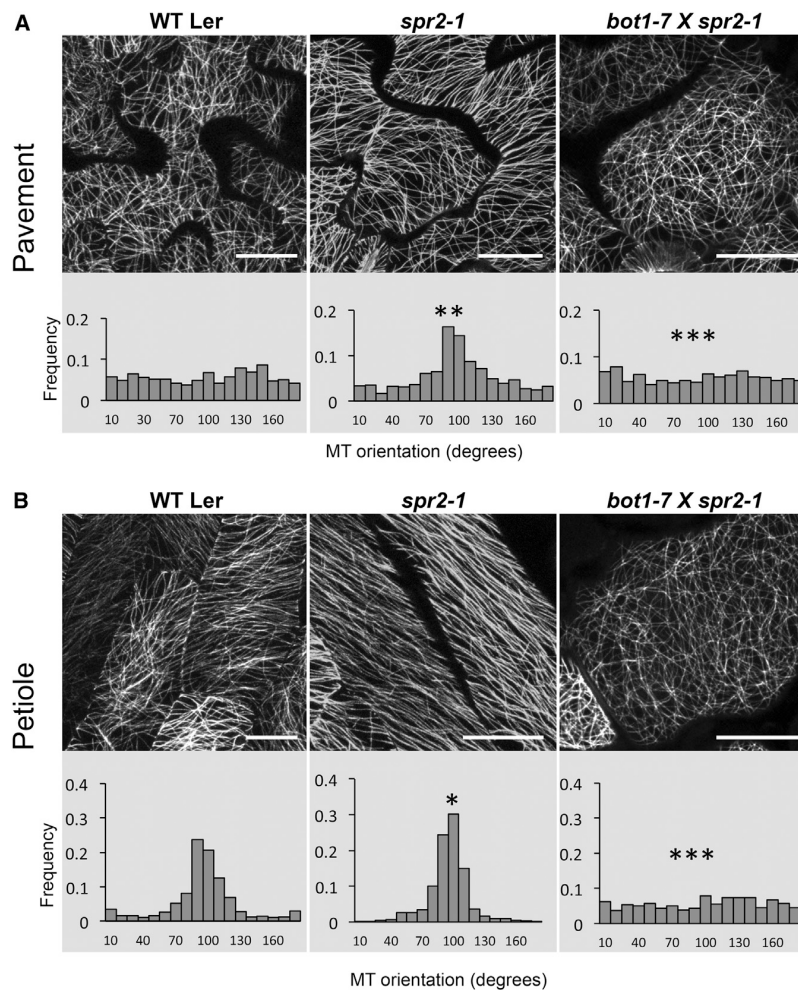 A WT Ler spr2-1 bot1-7 X spr2-1
Pavement
**
***
Frequency
0.2 0.2 0.2
0.1 0.1 0.1
0 0 0
10 30 70 100 130 160 10 40 70 100 130 160 10 40 70 100 130 160
MT orientation (degrees)
B WT Ler spr2-1 bot1-7 X spr2-1
Petiole
*
***
Frequency
0.4 0.4 0.4
0.3 0.3 0.3
0.2 0.2 0.2
0.1 0.1 0.1
0 0 0
10 40 70 100 130 160 10 40 70 100 130 160 10 40 70 100 130 160
MT orientation (degrees)